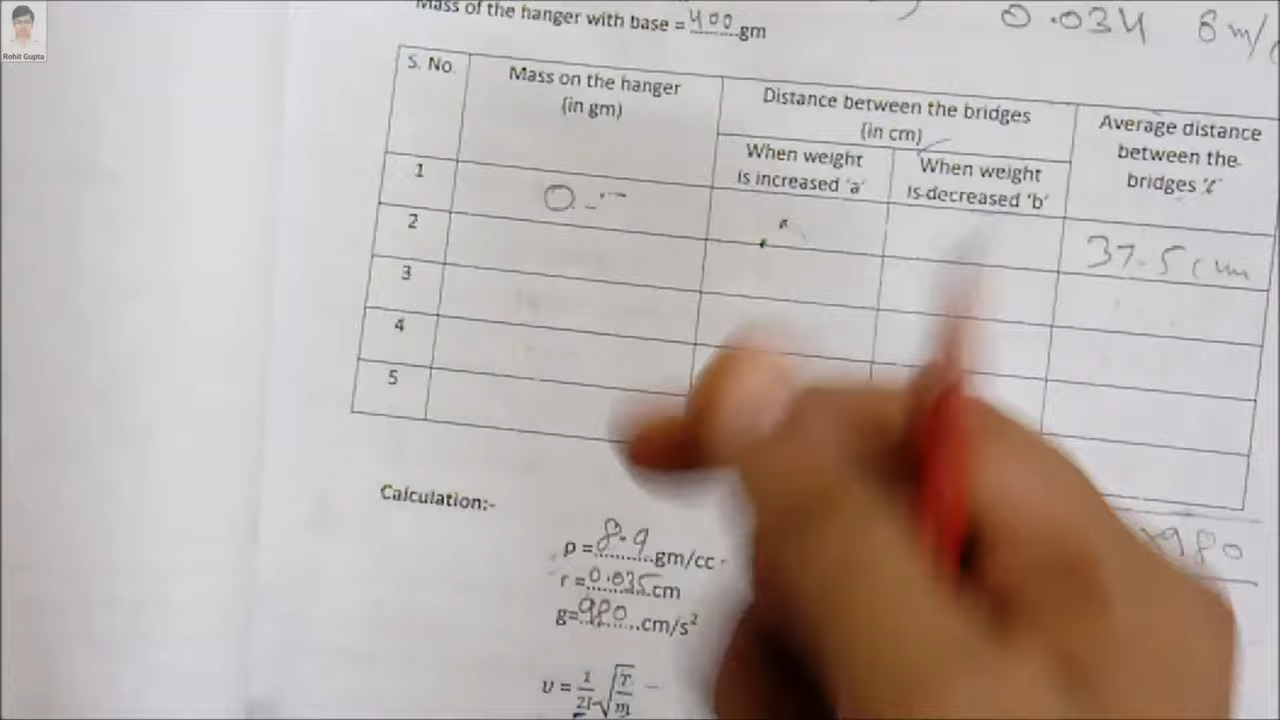 Rohit Gupta
Mass of the hanger with base = 400 gm
0.034 6 m/
S. No.
Mass on the hanger
(in gm)
Distance between the bridges
(in cm)
When weight
is increased 'a'
When weight
is decreased 'b'
Average distance
between the
bridges 'ℓ'
1
0
37.5 cm
2
3
4
5
Calculation:-
ρ = 8.9 gm/cc
r = 0.035 cm
g= 980 cm/s²
×980
υ = 1/2l √T/m